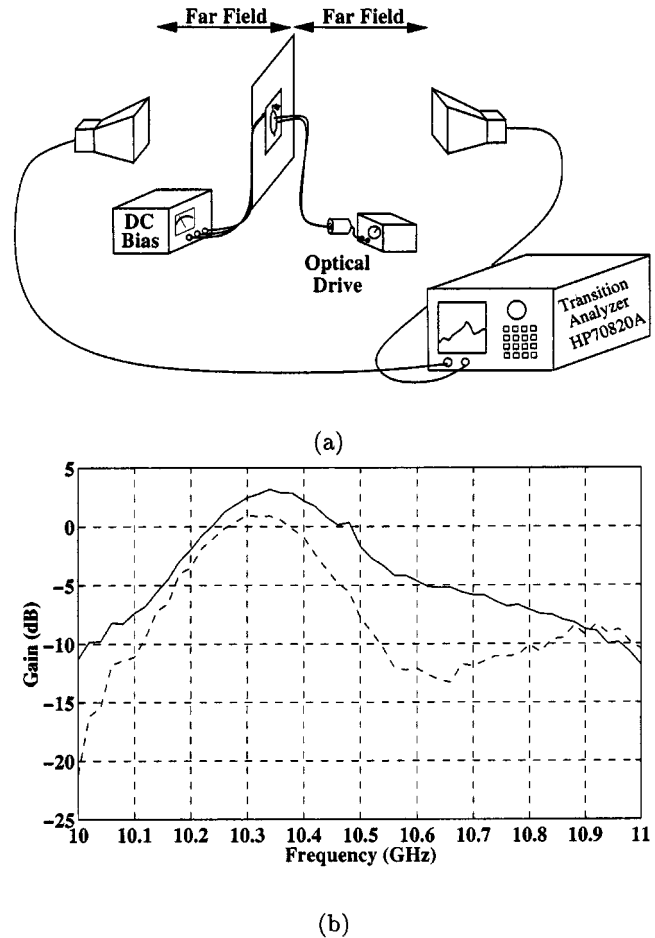 Far Field Far Field
DC
Bias
Optical
Drive
Transition
Analyzer
HP70820A
(a)
5
0
−5
−10
−15
−20
−25
Gain (dB)
10 10.1 10.2 10.3 10.4 10.5 10.6 10.7 10.8 10.9 11
Frequency (GHz)
(b)